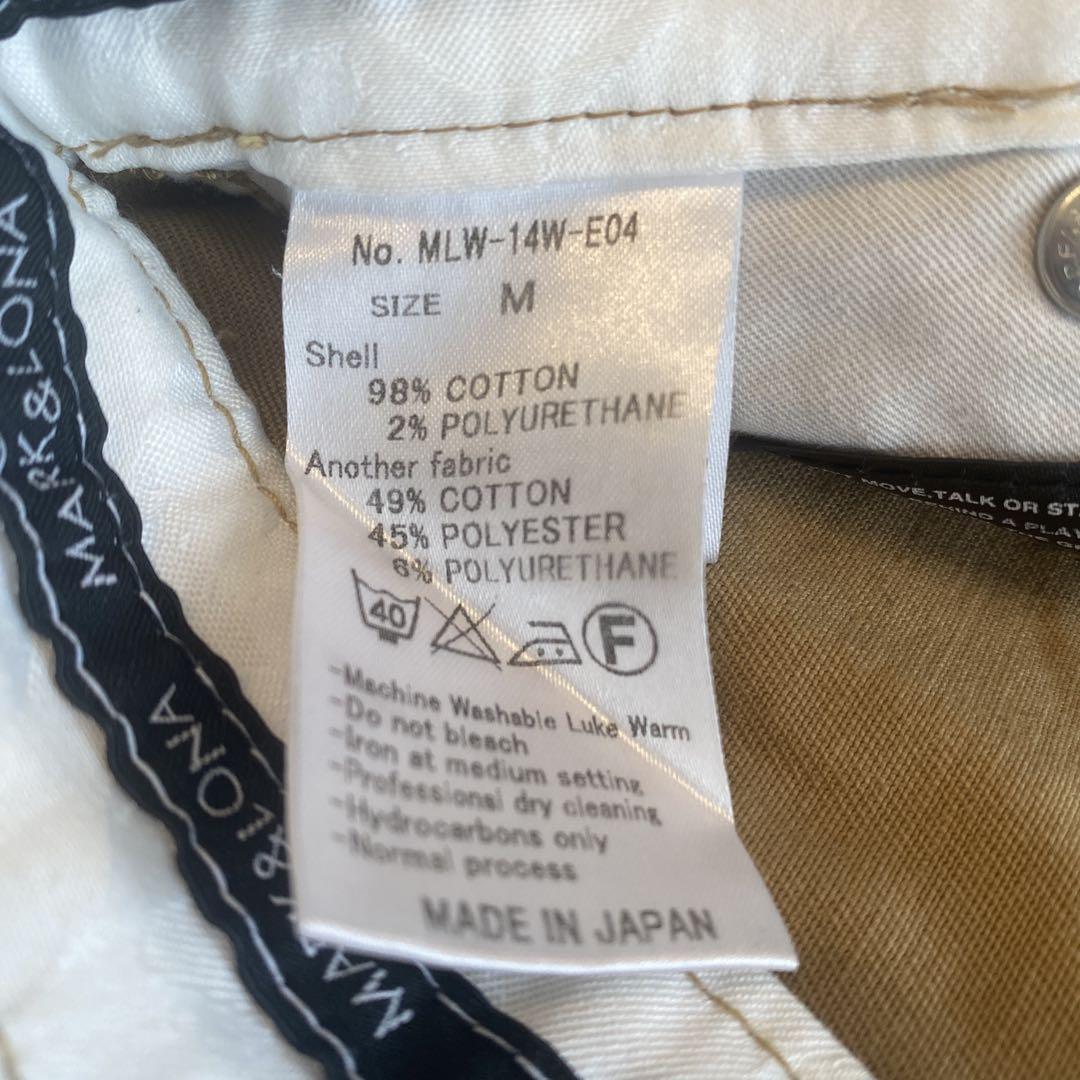 No. MLW-14W-E04
SIZE M
Shell
98% COTTON
2% POLYURETHANE
Another fabric
49% COTTON
45% POLYESTER
6% POLYURETHANE
40
F
-Machine Washable Luke Warm
-Do not bleach
-Iron at medium setting
-Professional dry cleaning
-Hydrocarbons only
-Normal process
MADE IN JAPAN
MARK&LONA
MARK&LONA
MOVE,TALK OR
A PLAY